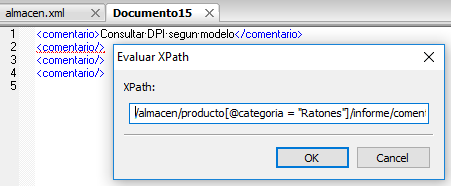 almacen.xml Documento15
1 <comentario>Consultar DPI segun modelo</comentario>
2 <comentario/>
3 <comentario/>
4 <comentario/>
5
Evaluar XPath
XPath:
/almacen/producto[@categoria = "Ratones"]/informe/coment
OK Cancel